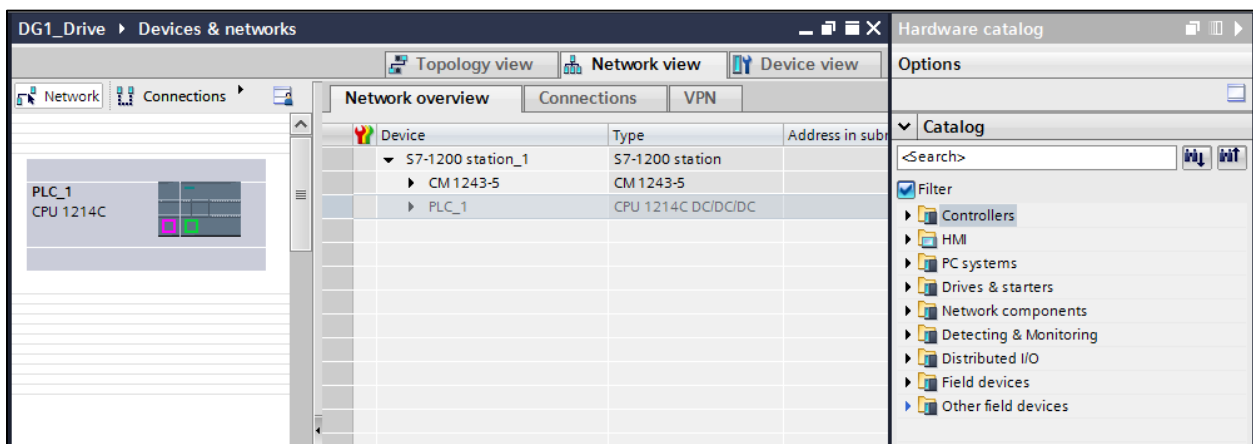 DG1_Drive ▸ Devices & networks
Hardware catalog
Topology view
Network view
Device view
Options
Network
Connections
Network overview
Connections
VPN
Catalog
Device
Type
Address in subn
<Search>
S7-1200 station_1
S7-1200 station
Filter
CM 1243-5
CM 1243-5
PLC_1
CPU 1214C DC/DC/DC
PLC_1
CPU 1214C
Controllers
HMI
PC systems
Drives & starters
Network components
Detecting & Monitoring
Distributed I/O
Field devices
Other field devices